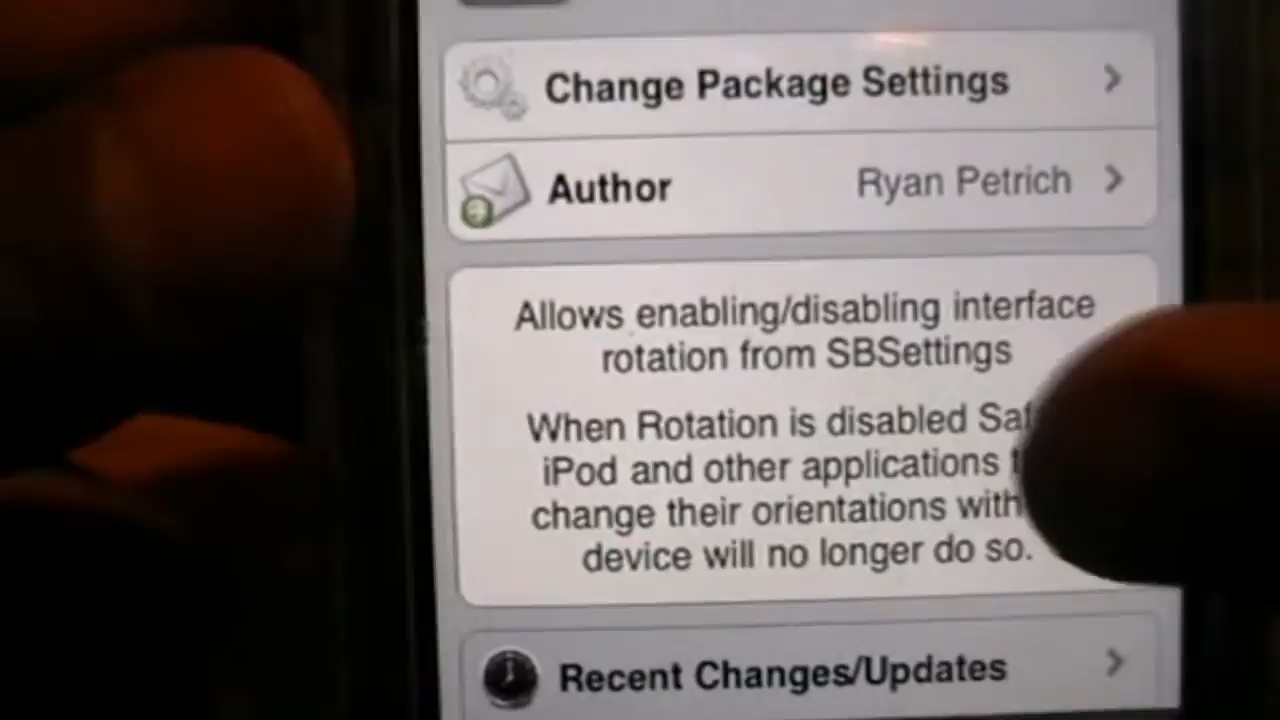 Change Package Settings
Author Ryan Petrich
Allows enabling/disabling interface
rotation from SBSettings
When Rotation is disabled
iPod and other applications
change their orientations with
device will no longer do so.
Recent Changes/Updates